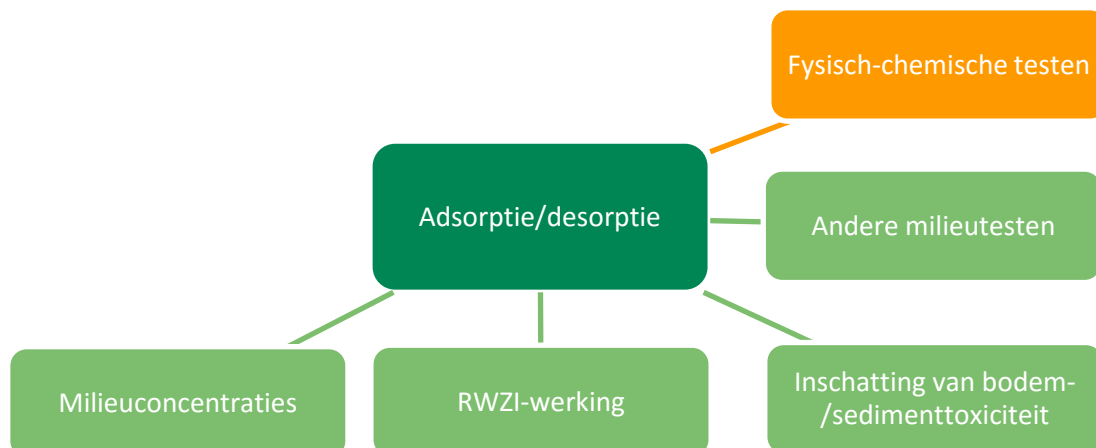 Fysisch-chemische testen
Adsorptie/desorptie
Andere milieutesten
Milieuconcentraties
RWZI-werking
Inschatting van bodem-
/sedimenttoxiciteit